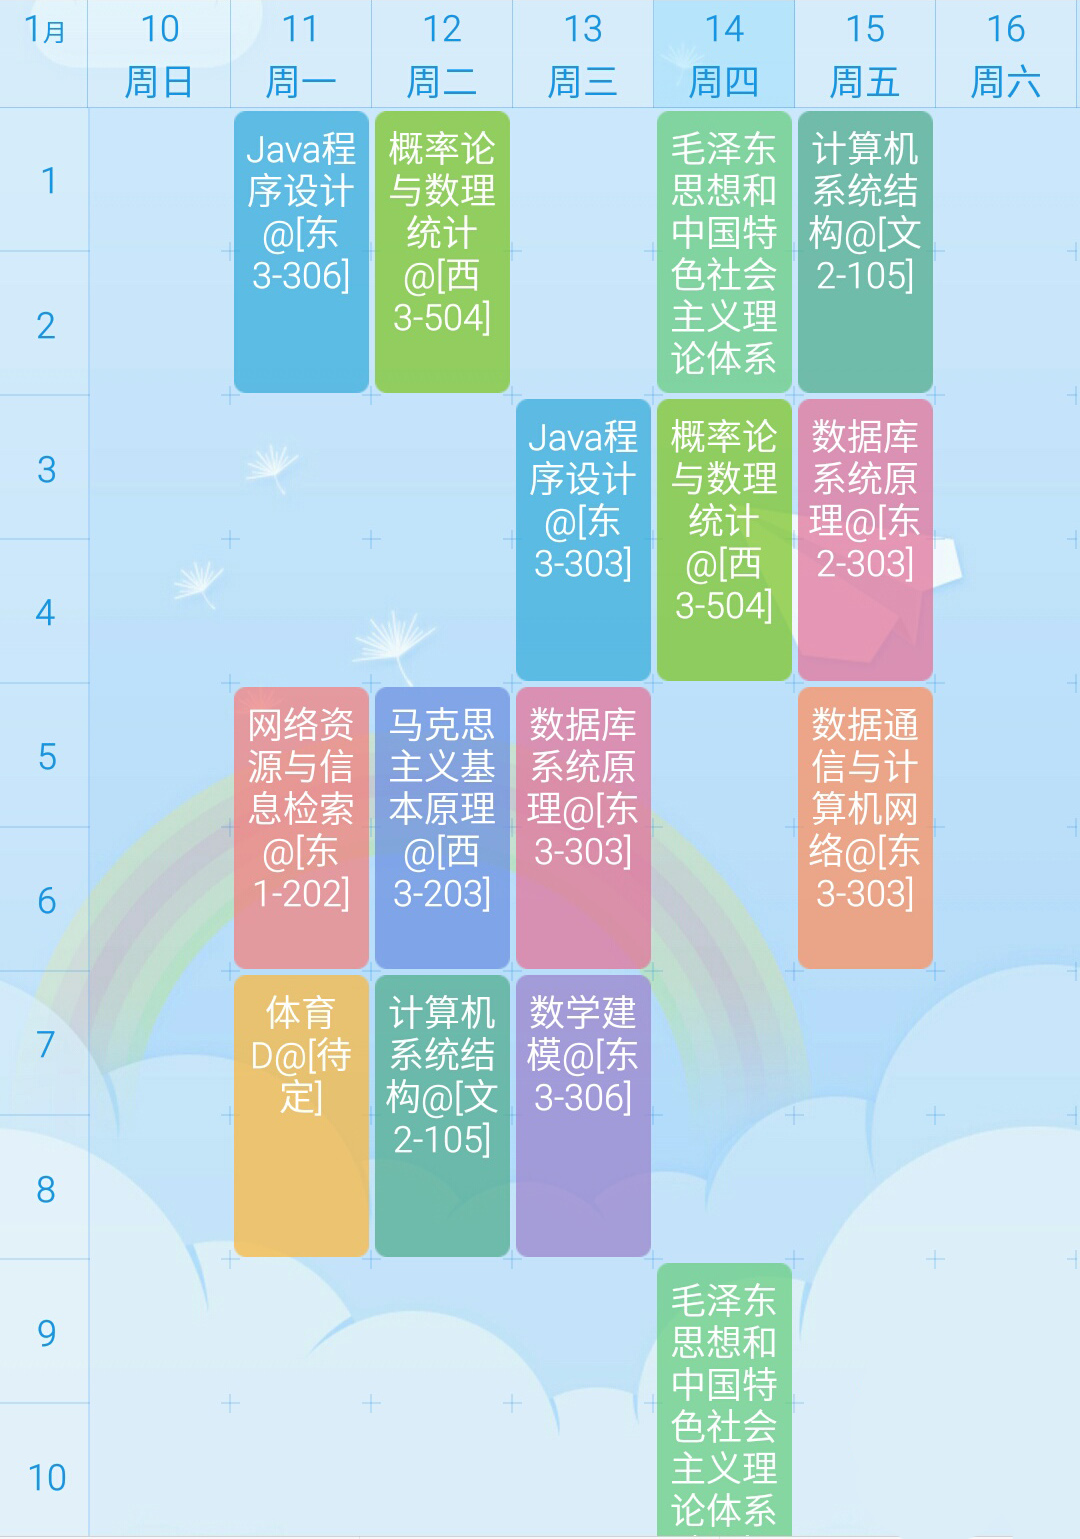 1月
10
11
12
13
14
15
16
周日
周一
周二
周三
周四
周五
周六
1
2
Java程
序设计
@[东
3-306]
概率论
与数理
统计
@[西
3-504]
毛泽东
思想和
中国特
色社会
主义理
论体系
计算机
系统结
构@[文
2-105]
3
4
Java程
序设计
@[东
3-303]
概率论
与数理
统计
@[西
3-504]
数据库
系统原
理@[东
2-303]
5
6
网络资
源与信
息检索
@[东
1-202]
马克思
主义基
本原理
@[西
3-203]
数据库
系统原
理@[东
3-303]
数据通
信与计
算机网
络@[东
3-303]
7
8
体育
D@[待
定]
计算机
系统结
构@[文
2-105]
数学建
模@[东
3-306]
9
10
毛泽东
思想和
中国特
色社会
主义理
论体系